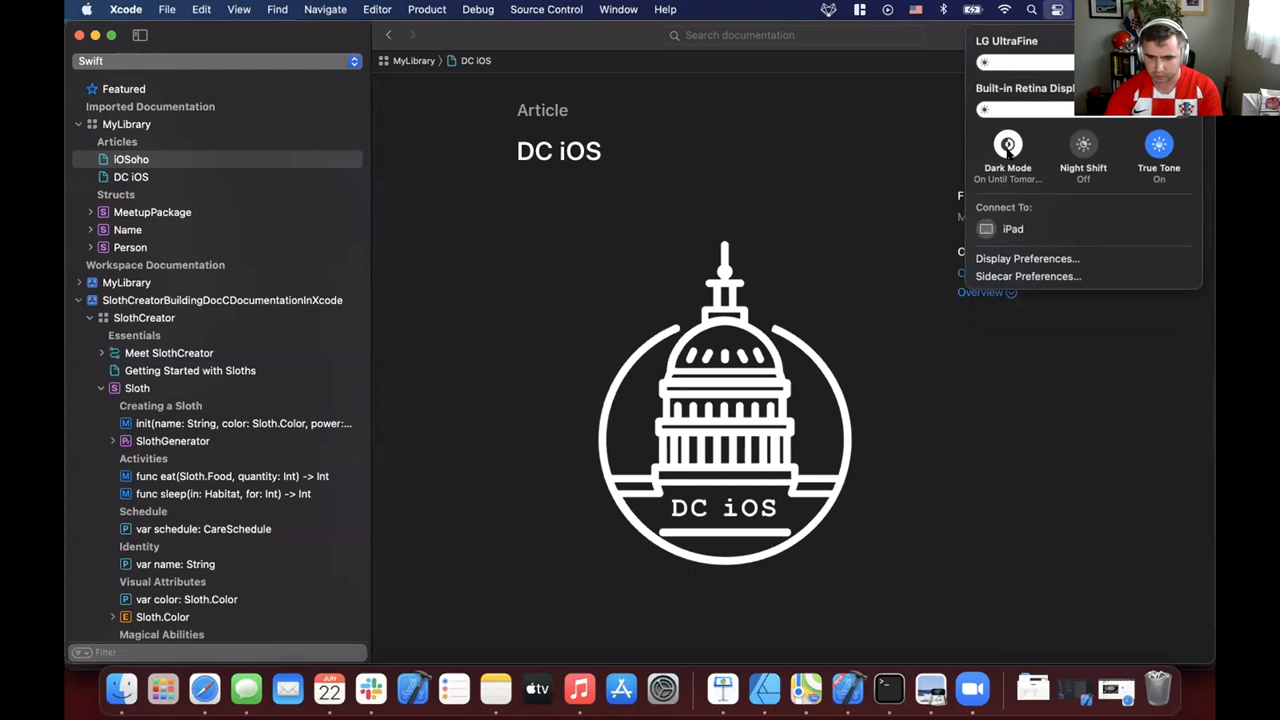 Xcode File Edit View Find Navigate Editor Product Debug Source Control Window Help
Search documentation
Swift
MyLibrary 〉 DC iOS
Featured
Imported Documentation
MyLibrary
Articles
iOSoho
DC iOS
Structs
MeetupPackage
Name
Person
Workspace Documentation
MyLibrary
SlothCreatorBuildingDocCDocumentationInXcode
SlothCreator
Essentials
Meet SlothCreator
Getting Started with Sloths
Sloth
Creating a Sloth
init(name: String, color: Sloth.Color, power:...
SlothGenerator
Activities
func eat(Sloth.Food, quantity: Int) -> Int
func sleep(in: Habitat, for: Int) -> Int
Schedule
var schedule: CareSchedule
Identity
var name: String
Visual Attributes
var color: Sloth.Color
Sloth.Color
Magical Abilities
Filter
Article
DC iOS
DC iOS
Overview
LG UltraFine
Built-in Retina Displ
Dark Mode
On Until Tomor...
Night Shift
Off
True Tone
On
Connect To:
iPad
Display Preferences...
Sidecar Preferences...
JUN
22
tv